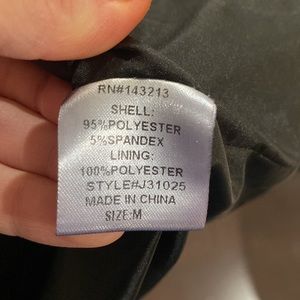 RN#143213
SHELL:
95%POLYESTER
5%SPANDEX
LINING:
100%POLYESTER
STYLE#J31025
MADE IN CHINA
SIZE:M